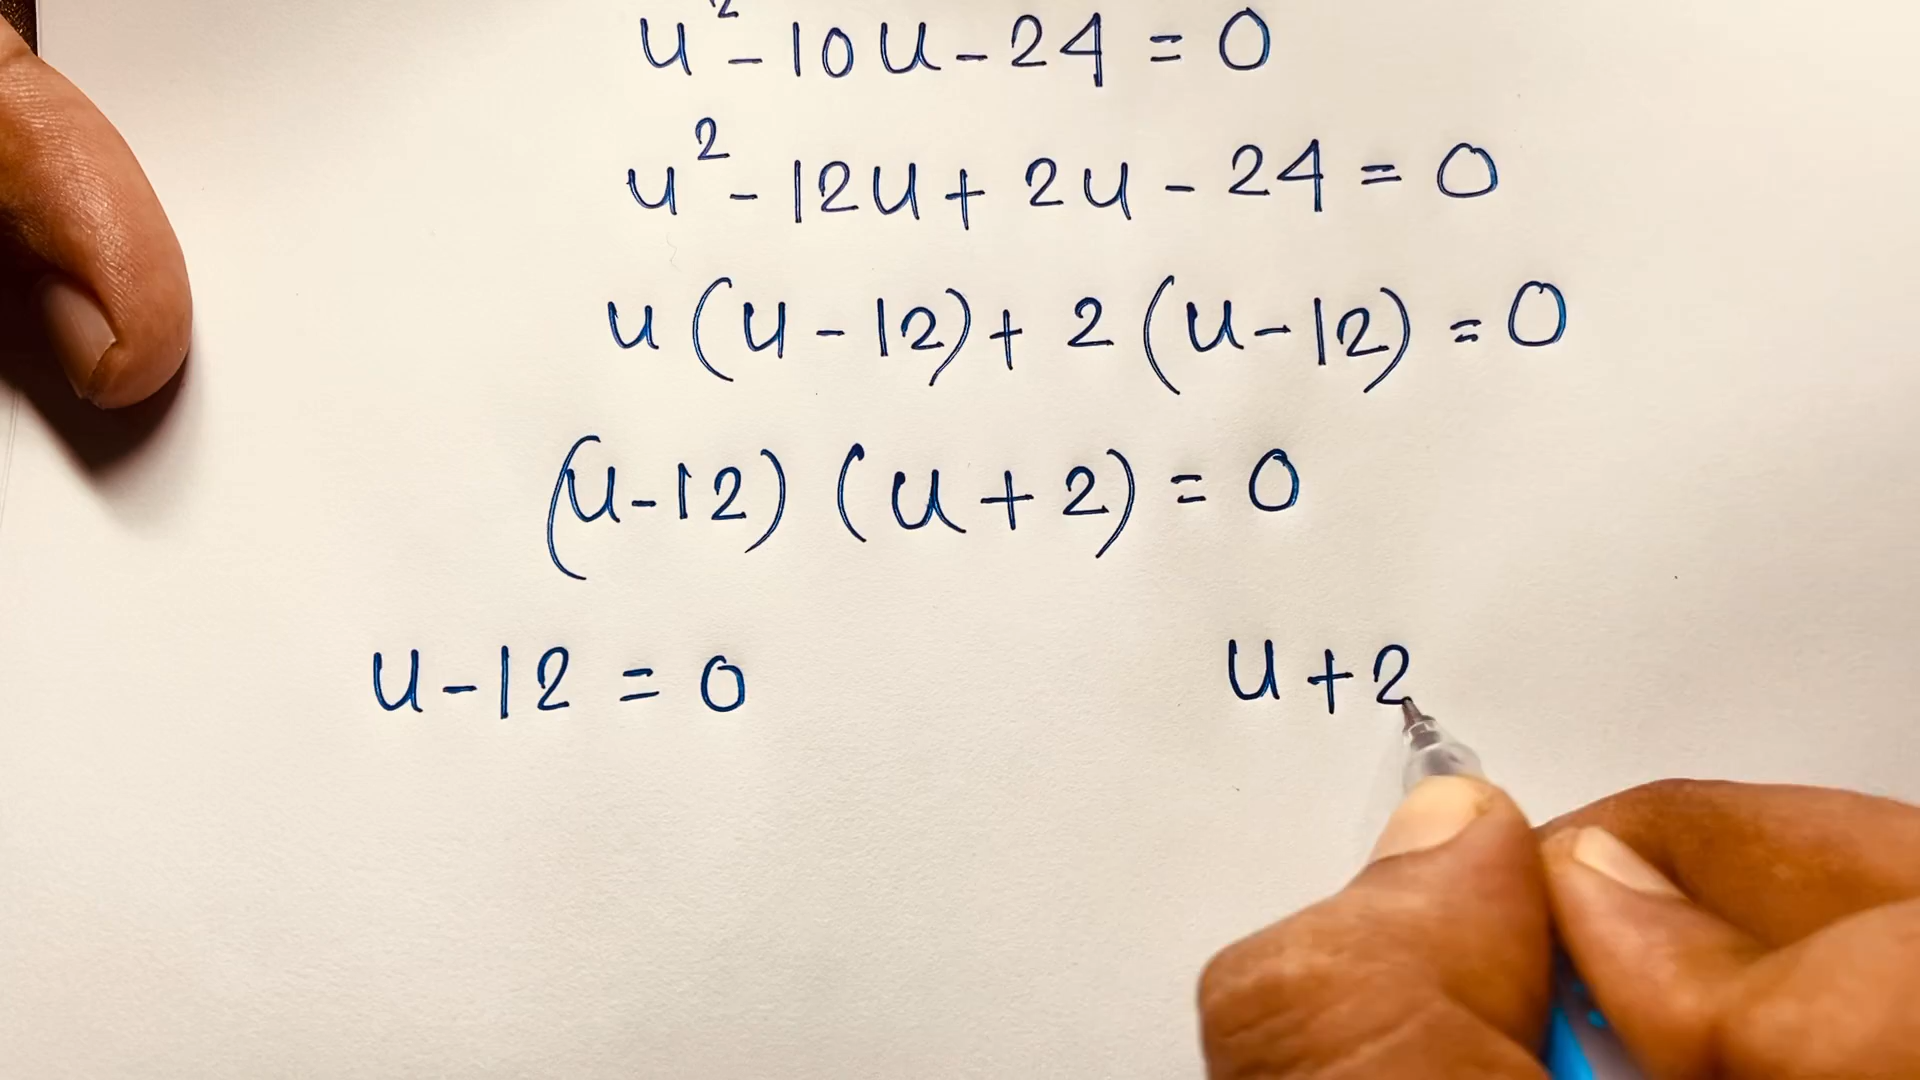 u² - 10u - 24 = 0
u² - 12u + 2u - 24 = 0
u (u - 12) + 2 (u - 12) = 0
(u - 12) (u + 2) = 0
u - 12 = 0 u + 2